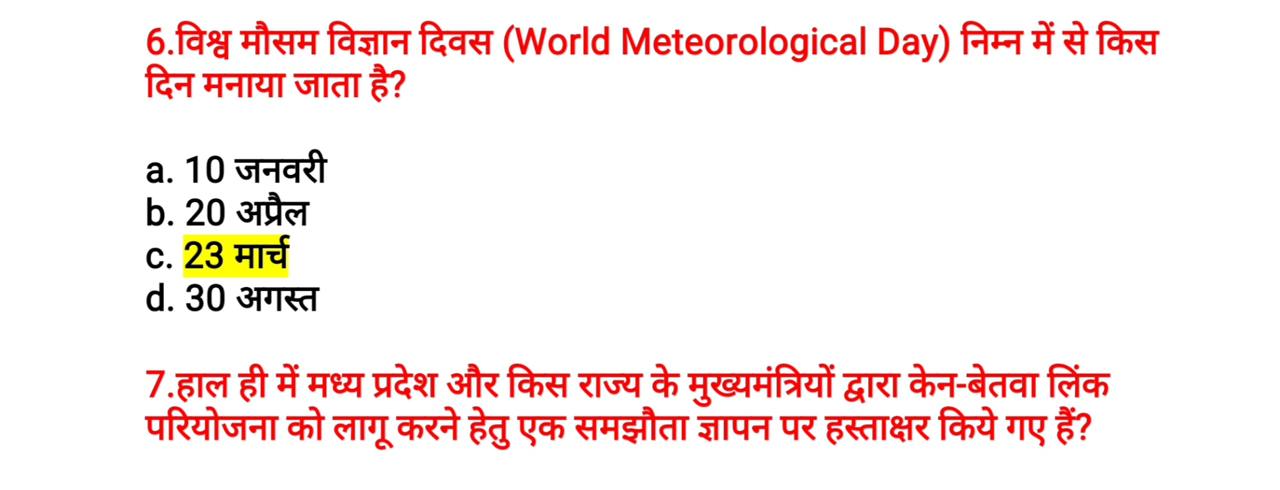 6.विश्व मौसम विज्ञान दिवस (World Meteorological Day) निम्न में से किस
दिन मनाया जाता है?
a. 10 जनवरी
b. 20 अप्रैल
c. 23 मार्च
d. 30 अगस्त
7.हाल ही में मध्य प्रदेश और किस राज्य के मुख्यमंत्रियों द्वारा केन-बेतवा लिंक
परियोजना को लागू करने हेतु एक समझौता ज्ञापन पर हस्ताक्षर किये गए हैं?